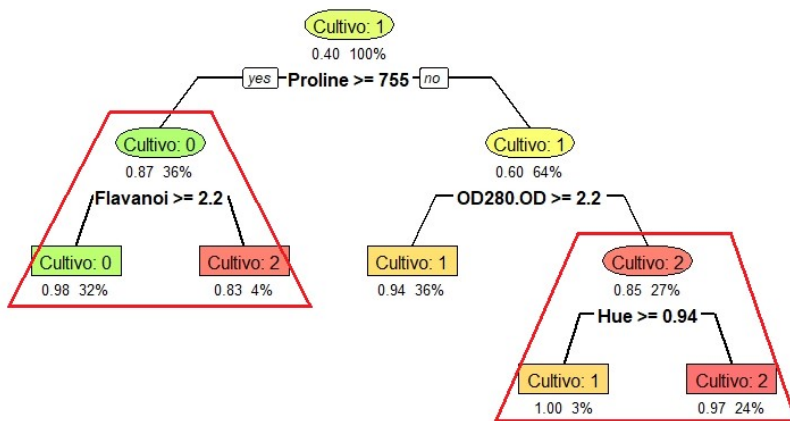 Cultivo: 1
0.40 100%
yes Proline >= 755 no
Cultivo: 0 Cultivo: 1
0.87 36% 0.60 64%
Flavanoi >= 2.2 OD280.OD >= 2.2
Cultivo: 0 Cultivo: 2 Cultivo: 1 Cultivo: 2
0.98 32% 0.83 4% 0.94 36% 0.85 27%
Hue >= 0.94
Cultivo: 1 Cultivo: 2
1.00 3% 0.97 24%